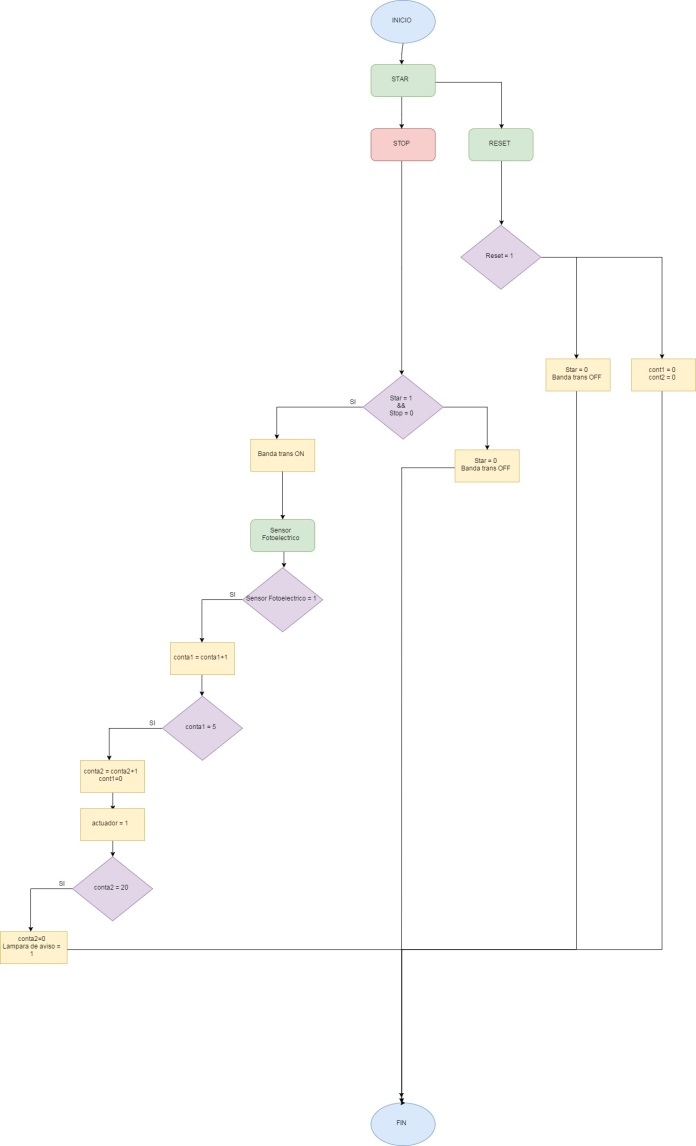 INICIO
STAR
STOP
RESET
Reset = 1
Star = 0
Banda trans OFF
cont1 = 0
cont2 = 0
Star = 1
&&
Stop = 0
SI
Banda trans ON
Star = 0
Banda trans OFF
Sensor
Fotoelectrico
SI
Sensor Fotoelectrico = 1
conta1 = conta1+1
SI
conta1 = 5
conta2 = conta2+1
cont1=0
actuador = 1
SI
conta2 = 20
conta2=0
Lampara de aviso =
1
FIN